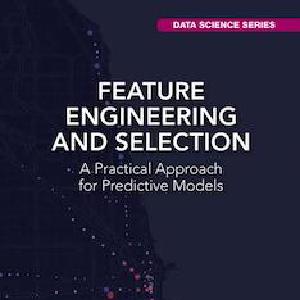 DATA SCIENCE SERIES
FEATURE
ENGINEERING
AND SELECTION
A Practical Approach
for Predictive Models